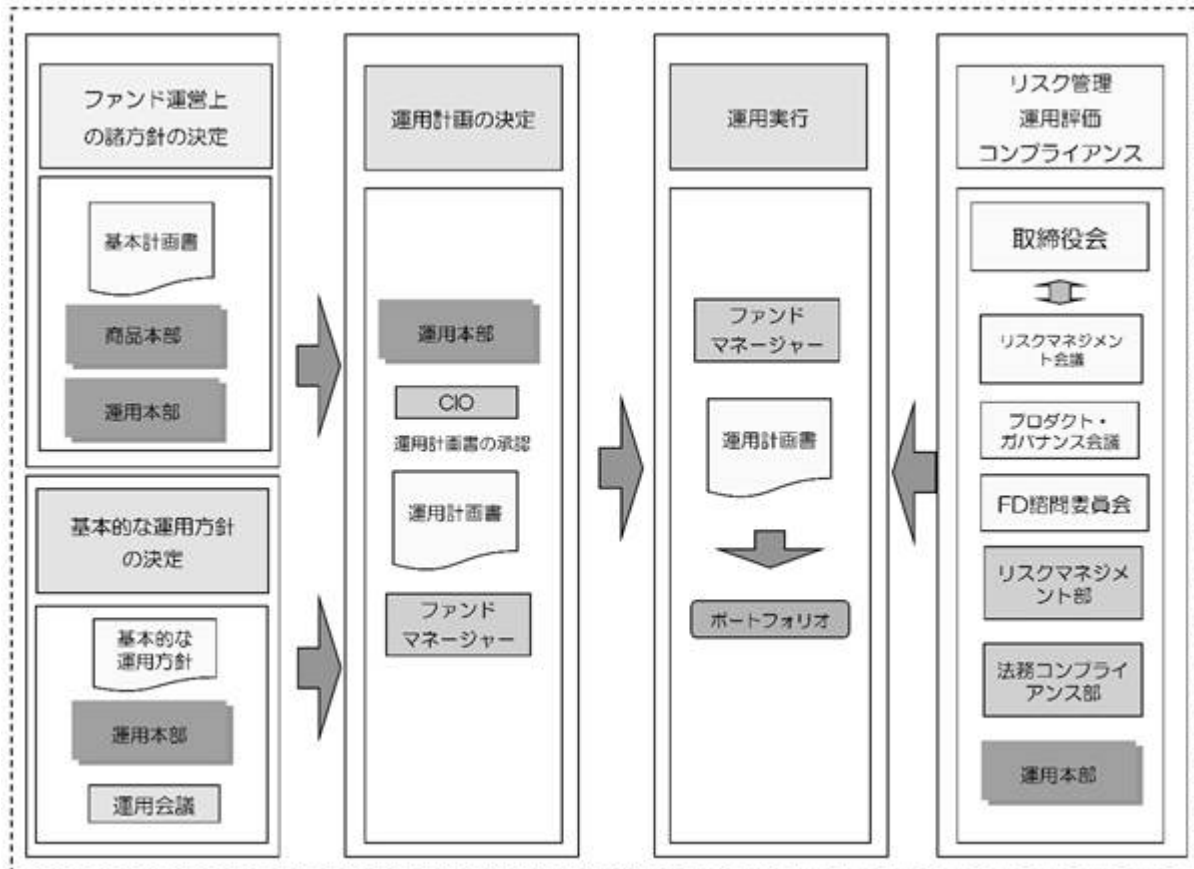 ファンド運営上
の諸方針の決定
基本計画書
商品本部
運用本部
基本的な運用方針
の決定
基本的な
運用方針
運用本部
運用会議
運用計画の決定
運用本部
CIO
運用計画書の承認
運用計画書
ファンド
マネージャー
運用実行
ファンド
マネージャー
運用計画書
ポートフォリオ
リスク管理
運用評価
コンプライアンス
取締役会
リスクマネジメン
ト会議
プロダクト・
ガバナンス会議
FD諮問委員会
リスクマネジメ
ント部
法務コンプライ
アンス部
運用本部